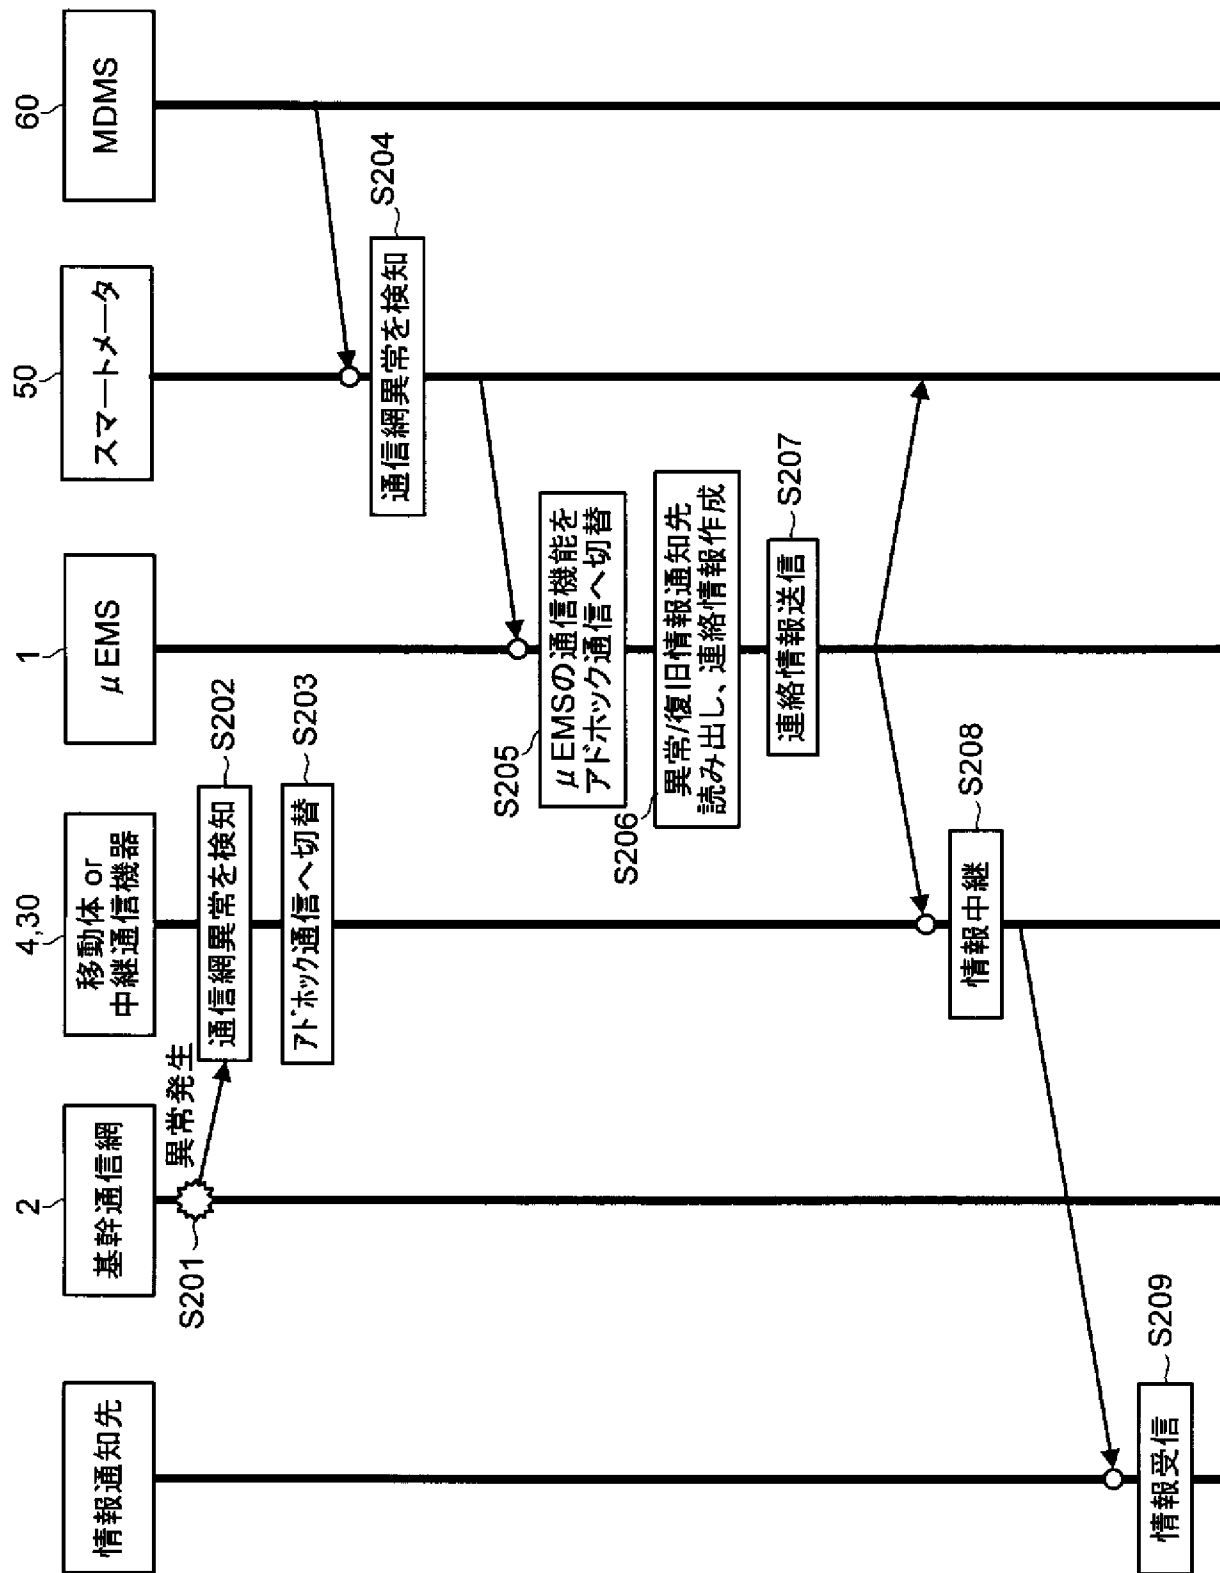 情報通知先
2
基幹通信網
4,30
移動体 or
中継通信機器
1
μEMS
50
スマートメータ
60
MDMS
S201
異常発生
S202
通信網異常を検知
S203
アドホック通信へ切替
S204
通信網異常を検知
S205
μEMSの通信機能を
アドホック通信へ切替
S206
異常/復旧情報通知先
読み出し、連絡情報作成
S207
連絡情報送信
S208
情報中継
S209
情報受信